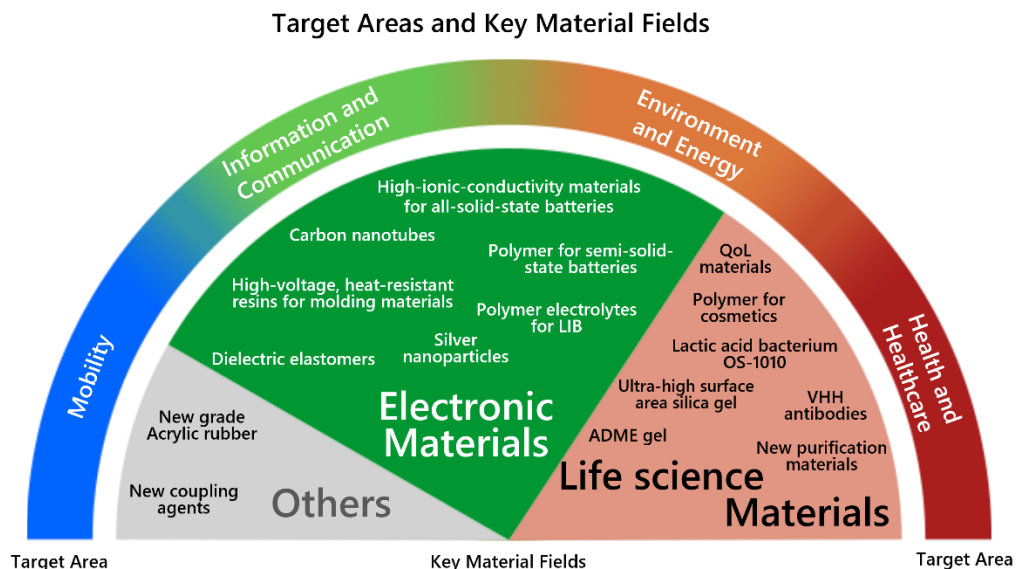 Target Areas and Key Material Fields
Information and
Communication
Environment
and Energy
Mobility
Health and
Healthcare
High-ionic-conductivity materials
for all-solid-state batteries
Carbon nanotubes
Polymer for semi-solid-
state batteries
High-voltage, heat-resistant
resins for molding materials
Polymer electrolytes
for LIB
Silver
nanoparticles
Dielectric elastomers
Electronic
Materials
QoL
materials
Polymer for
cosmetics
Lactic acid bacterium
OS-1010
Ultra-high surface
area silica gel
VHH
antibodies
ADME gel
New purification
materials
Life science
Materials
New grade
Acrylic rubber
New coupling
agents
Others
Target Area
Key Material Fields
Target Area